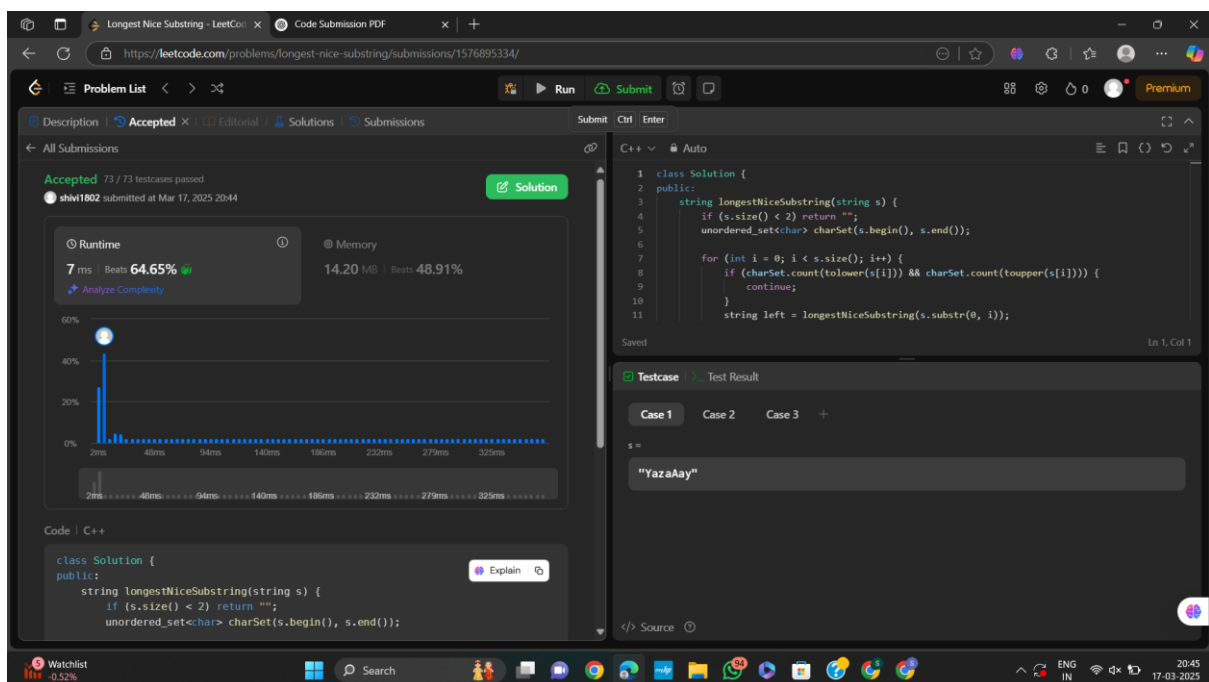 Longest Nice Substring - LeetCod
Code Submission PDF
https://leetcode.com/problems/longest-nice-substring/submissions/1576895334/
Problem List
Run
Submit
0
Premium
Description
Accepted
Editorial
Solutions
Submissions
Submit Ctrl Enter
All Submissions
Accepted 73 / 73 testcases passed
shivi1802 submitted at Mar 17, 2025 20:44
Solution
Runtime
7 ms Beats 64.65%
Analyze Complexity
Memory
14.20 MB Beats 48.91%
60%
40%
20%
0%
2ms 48ms 94ms 140ms 186ms 232ms 279ms 325ms
2ms 48ms 94ms 140ms 186ms 232ms 279ms 325ms
Code C++
Explain
class Solution {
public:
string longestNiceSubstring(string s) {
if (s.size() < 2) return "";
unordered_set<char> charSet(s.begin(), s.end());
C++ Auto
1 class Solution {
2 public:
3 string longestNiceSubstring(string s) {
4 if (s.size() < 2) return "";
5 unordered_set<char> charSet(s.begin(), s.end());
6
7 for (int i = 0; i < s.size(); i++) {
8 if (charSet.count(tolower(s[i])) && charSet.count(toupper(s[i]))) {
9 continue;
10 }
11 string left = longestNiceSubstring(s.substr(0, i));
Saved
Ln 1, Col 1
Testcase
Test Result
Case 1 Case 2 Case 3
s =
"YazaAay"
Source
5
Watchlist
-0.52%
Search
94
ENG
IN
20:45
17-03-2025